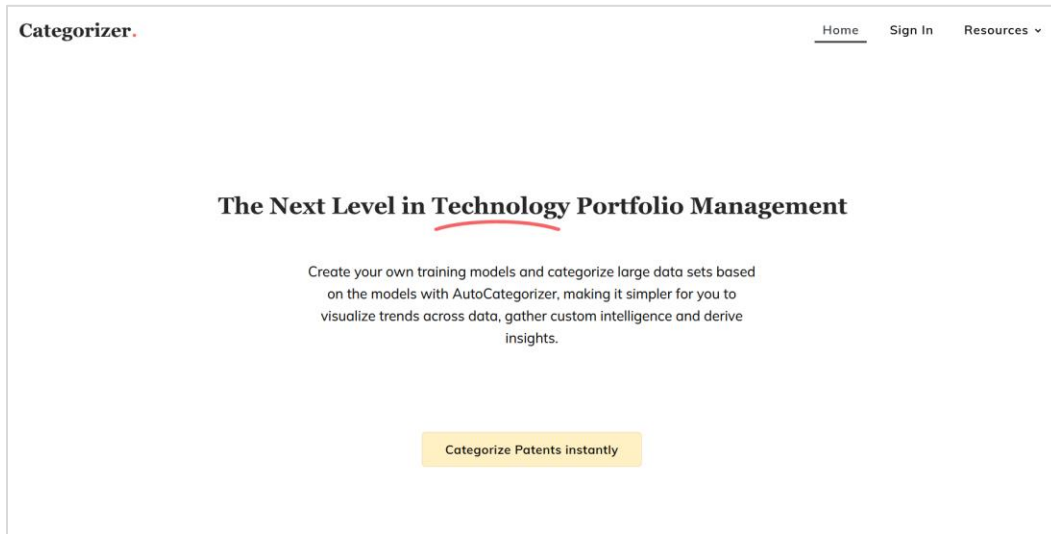 Categorizer.
Home Sign In Resources
The Next Level in Technology Portfolio Management
Create your own training models and categorize large data sets based
on the models with AutoCategorizer, making it simpler for you to
visualize trends across data, gather custom intelligence and derive
insights.
Categorize Patents instantly